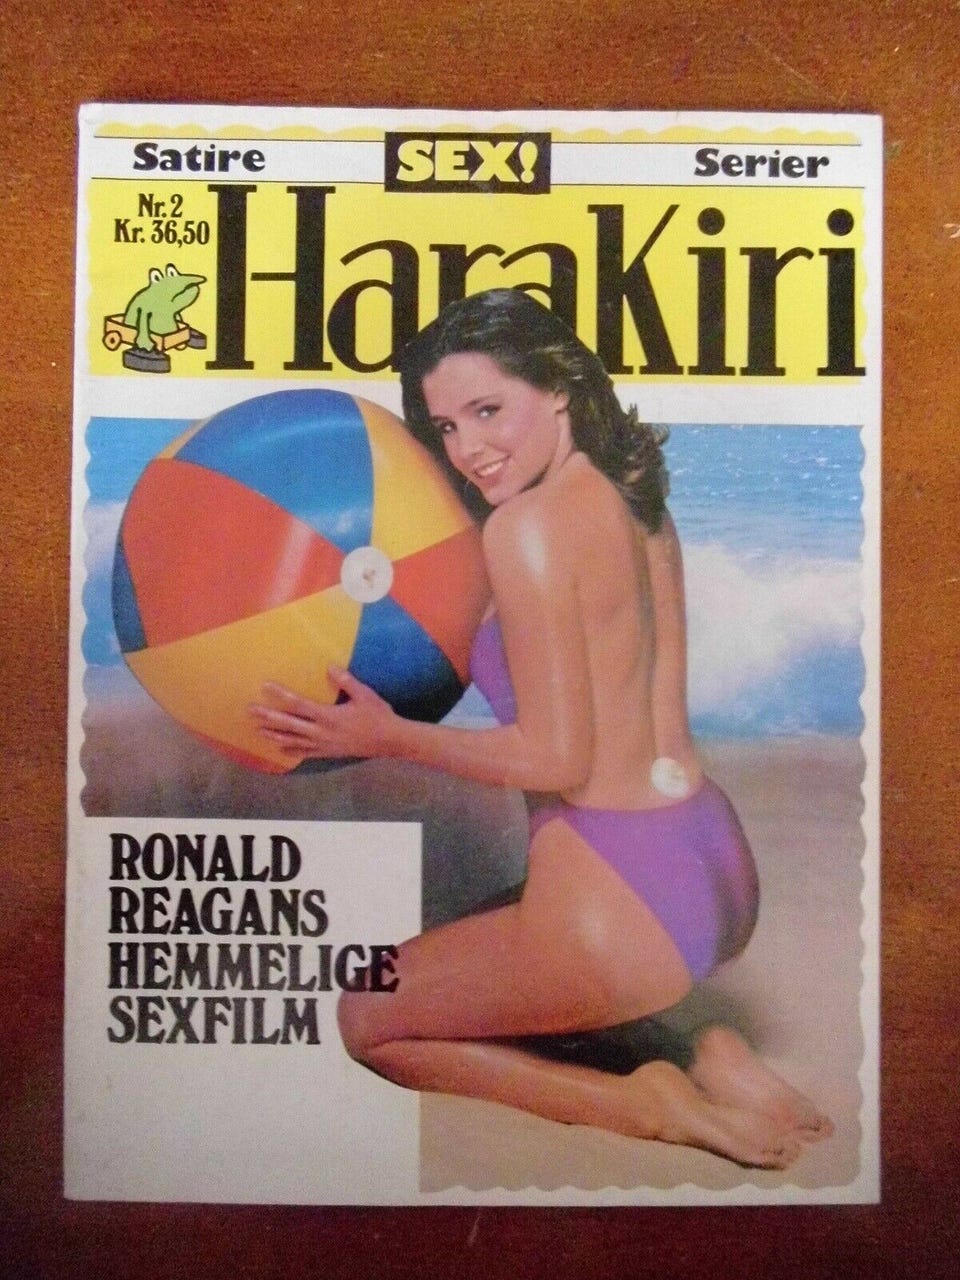 Satire SEX! Serier
Nr. 2
Kr. 36,50
HaraKiri
RONALD
REAGANS
HEMMELIGE
SEXFILM